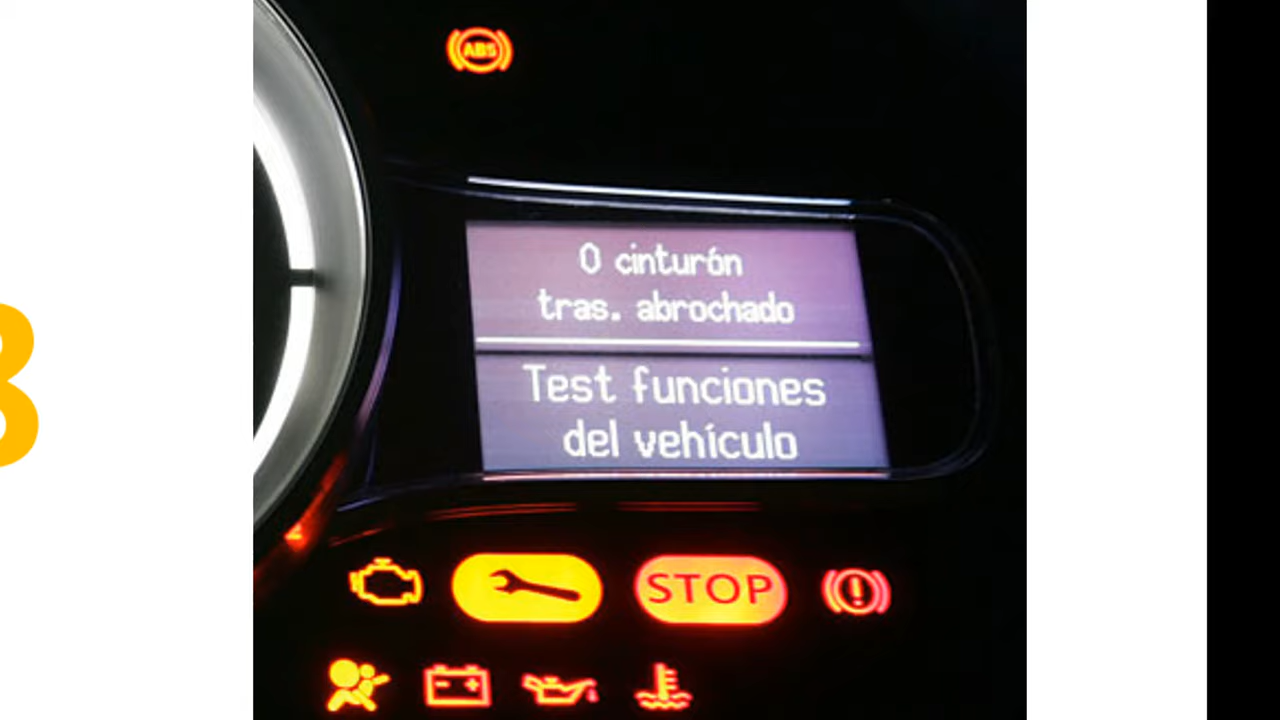 ABS
0 cinturón
tras. abrochado
Test funciones
del vehículo
STOP